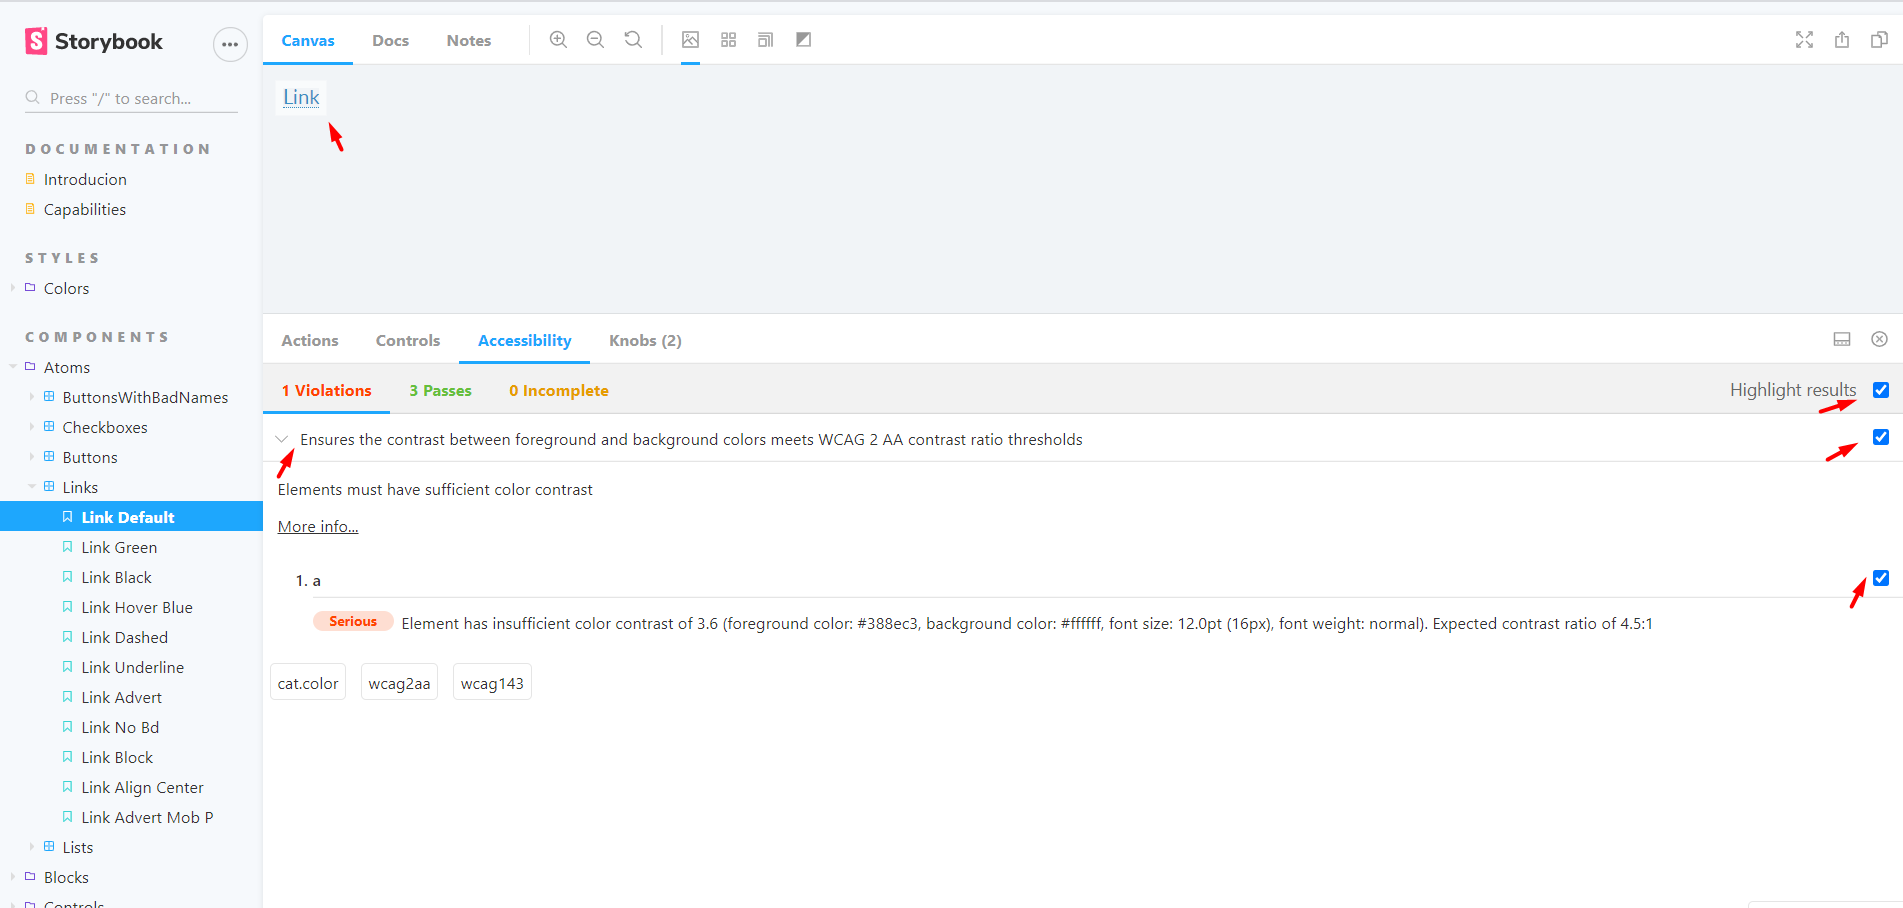 Storybook
Press "/" to search...
DOCUMENTATION
Introducion
Capabilities
STYLES
Colors
COMPONENTS
Atoms
ButtonsWithBadNames
Checkboxes
Buttons
Links
Link Default
Link Green
Link Black
Link Hover Blue
Link Dashed
Link Underline
Link Advert
Link No Bd
Link Block
Link Align Center
Link Advert Mob P
Lists
Blocks
Controls
Canvas Docs Notes
Link
Actions Controls Accessibility Knobs (2)
1 Violations 3 Passes 0 Incomplete Highlight results
Ensures the contrast between foreground and background colors meets WCAG 2 AA contrast ratio thresholds
Elements must have sufficient color contrast
More info...
1. a
Serious Element has insufficient color contrast of 3.6 (foreground color: #388ec3, background color: #ffffff, font size: 12.0pt (16px), font weight: normal). Expected contrast ratio of 4.5:1
cat.color wcag2aa wcag143